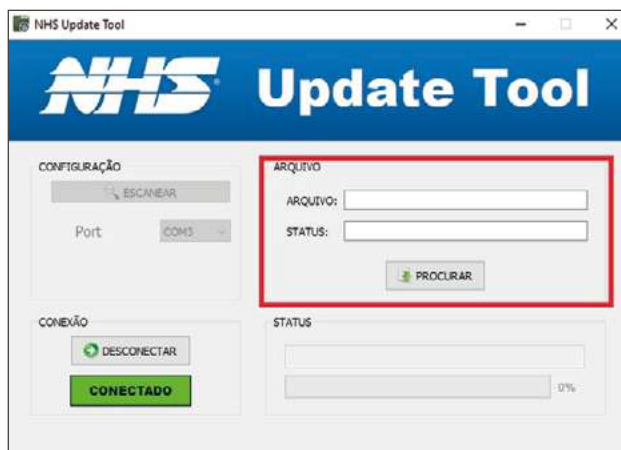 NHS Update Tool
NHS Update Tool
CONFIGURAÇÃO
ESCANEAR
Port COM3
ARQUIVO
ARQUIVO:
STATUS:
PROCURAR
CONEXÃO
DESCONECTAR
CONECTADO
STATUS
0%